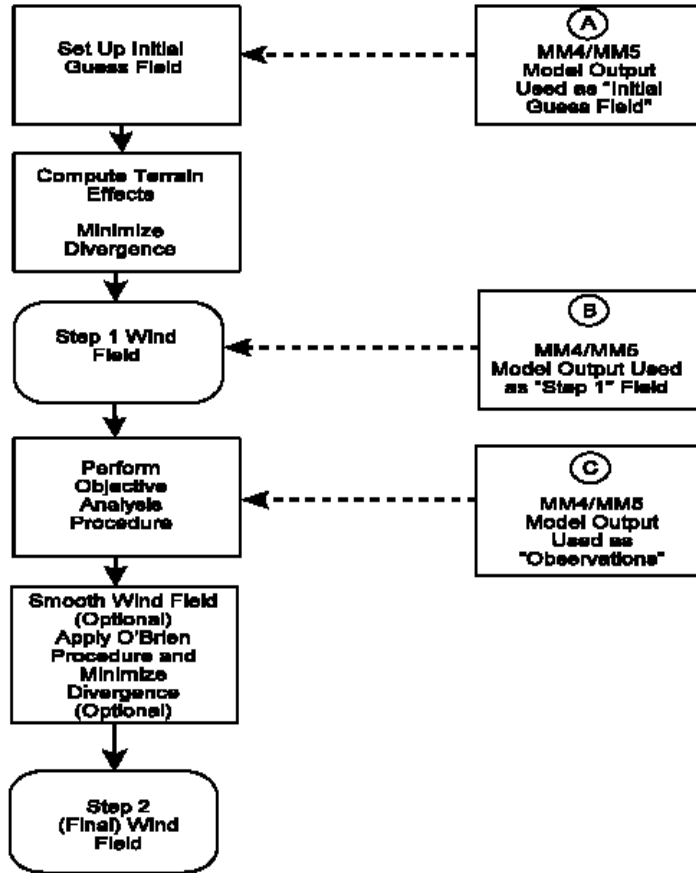 Set Up Initial
Guess Field
A
MM4/MM5
Model Output
Used as "Initial
Guess Field"
Compute Terrain
Effects
Minimize
Divergence
Step 1 Wind
Field
B
MM4/MM5
Model Output Used
as "Step 1" Field
Perform
Objective
Analysis
Procedure
C
MM4/MM5
Model Output
Used as
"Observations"
Smooth Wind Field
(Optional)
Apply O'Brien
Procedure and
Minimize
Divergence
(Optional)
Step 2
(Final) Wind
Field